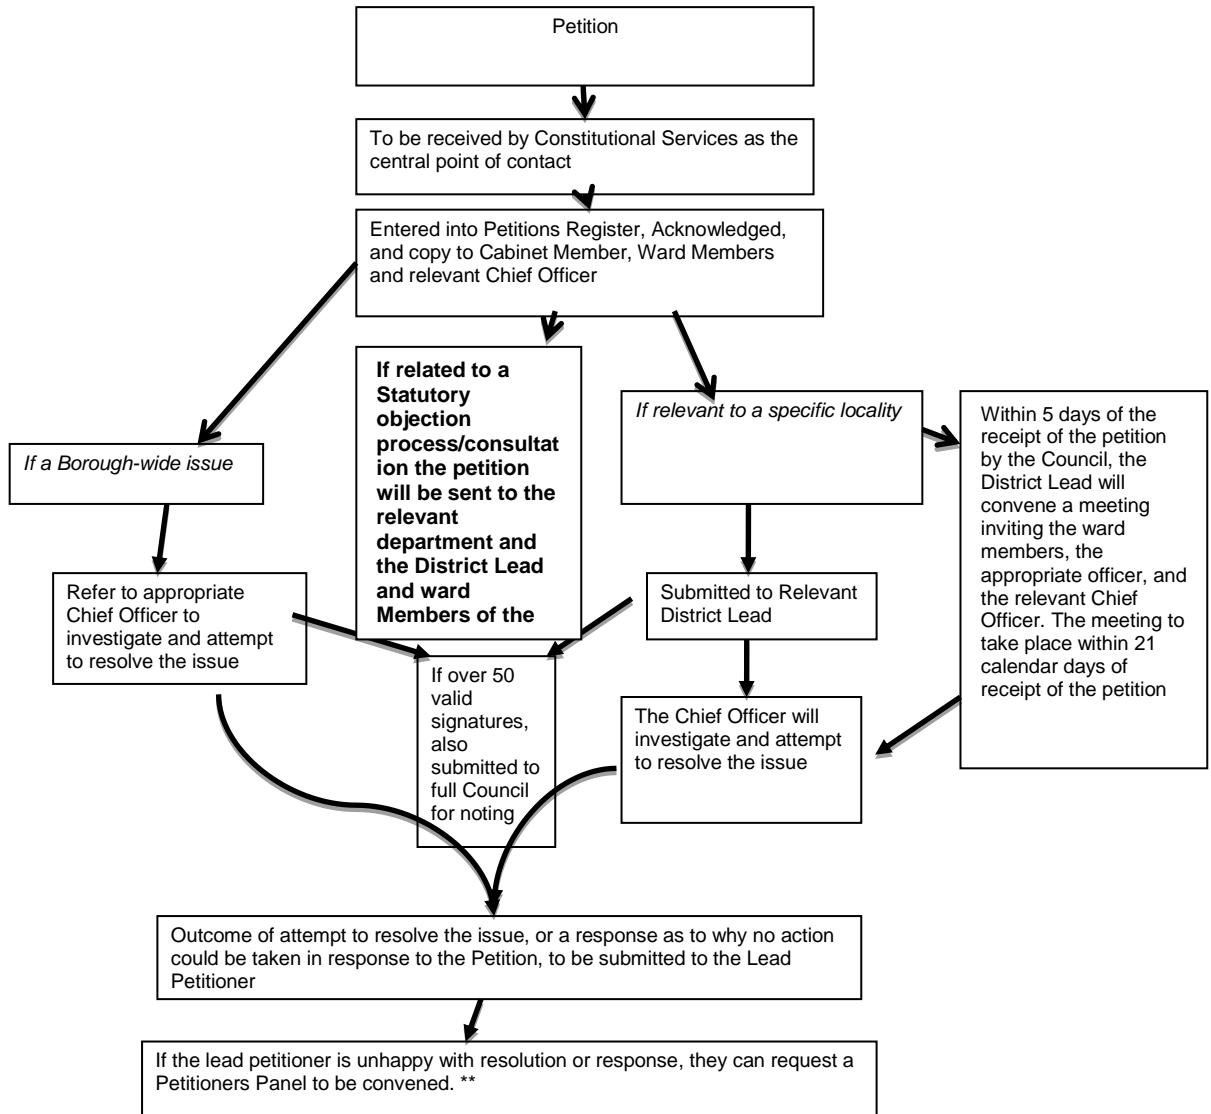 Petition
To be received by Constitutional Services as the
central point of contact
Entered into Petitions Register, Acknowledged,
and copy to Cabinet Member, Ward Members
and relevant Chief Officer
If a Borough-wide issue
If related to a
Statutory
objection
process/consultat
ion the petition
will be sent to the
relevant
department and
the District Lead
and ward
Members of the
If relevant to a specific locality
Within 5 days of the
receipt of the petition
by the Council, the
District Lead will
convene a meeting
inviting the ward
members, the
appropriate officer, and
the relevant Chief
Officer. The meeting to
take place within 21
calendar days of
receipt of the petition
Refer to appropriate
Chief Officer to
investigate and attempt
to resolve the issue
Submitted to Relevant
District Lead
If over 50
valid
signatures,
also
submitted to
full Council
for noting
The Chief Officer will
investigate and attempt
to resolve the issue
Outcome of attempt to resolve the issue, or a response as to why no action
could be taken in response to the Petition, to be submitted to the Lead
Petitioner
If the lead petitioner is unhappy with resolution or response, they can request a
Petitioners Panel to be convened. **